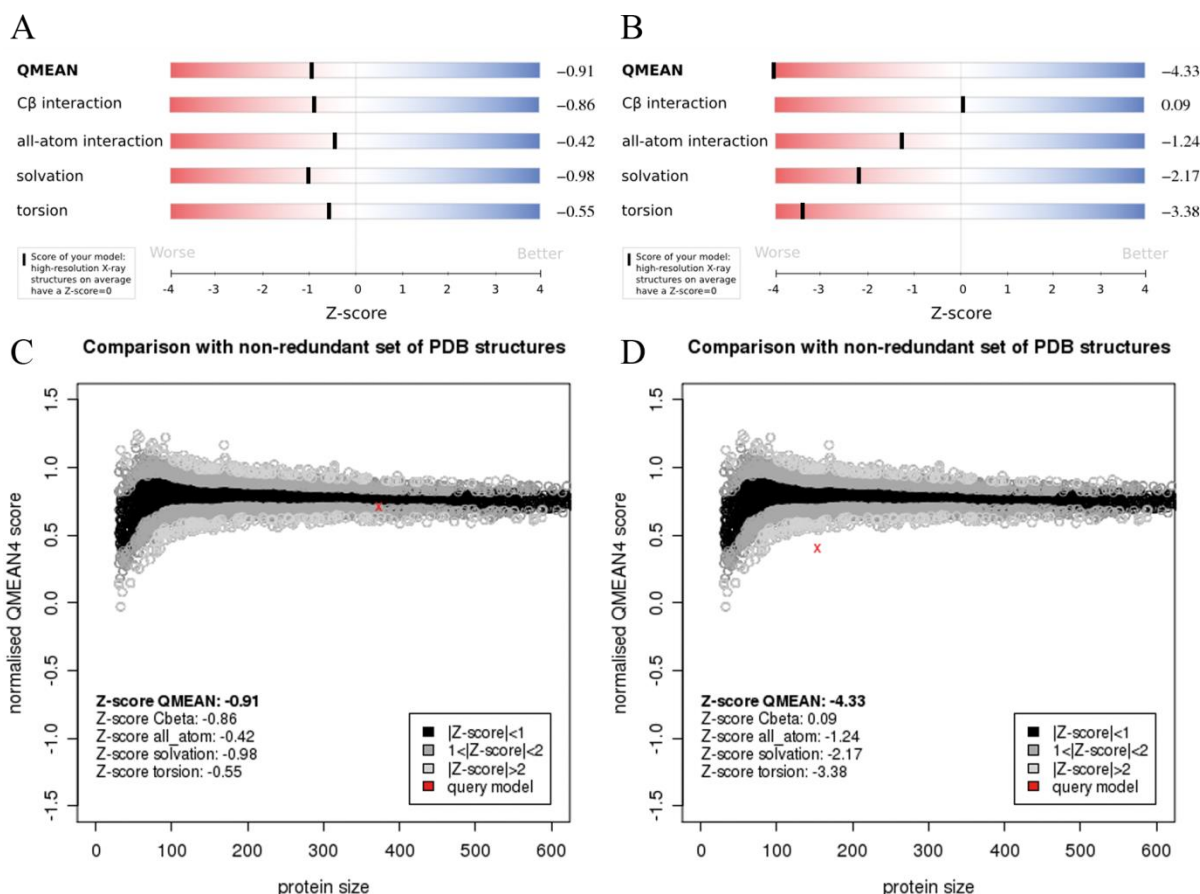 A
QMEAN −0.91
Cβ interaction −0.86
all-atom interaction −0.42
solvation −0.98
torsion −0.55
Worse Better
Score of your model:
high-resolution X-ray
structures on average
have a Z-score=0
-4 -3 -2 -1 0 1 2 3 4
Z-score
B
QMEAN −4.33
Cβ interaction 0.09
all-atom interaction −1.24
solvation −2.17
torsion −3.38
Worse Better
Score of your model:
high-resolution X-ray
structures on average
have a Z-score=0
-4 -3 -2 -1 0 1 2 3 4
Z-score
C
Comparison with non-redundant set of PDB structures
normalised QMEAN4 score
1.5
1.0
0.5
0.0
-0.5
-1.0
-1.5
x
Z-score QMEAN: -0.91
Z-score Cbeta: -0.86
Z-score all_atom: -0.42
Z-score solvation: -0.98
Z-score torsion: -0.55
|Z-score|<1
1<|Z-score|<2
|Z-score|>2
query model
0 100 200 300 400 500 600
protein size
D
Comparison with non-redundant set of PDB structures
normalised QMEAN4 score
1.5
1.0
0.5
0.0
-0.5
-1.0
-1.5
x
Z-score QMEAN: -4.33
Z-score Cbeta: 0.09
Z-score all_atom: -1.24
Z-score solvation: -2.17
Z-score torsion: -3.38
|Z-score|<1
1<|Z-score|<2
|Z-score|>2
query model
0 100 200 300 400 500 600
protein size